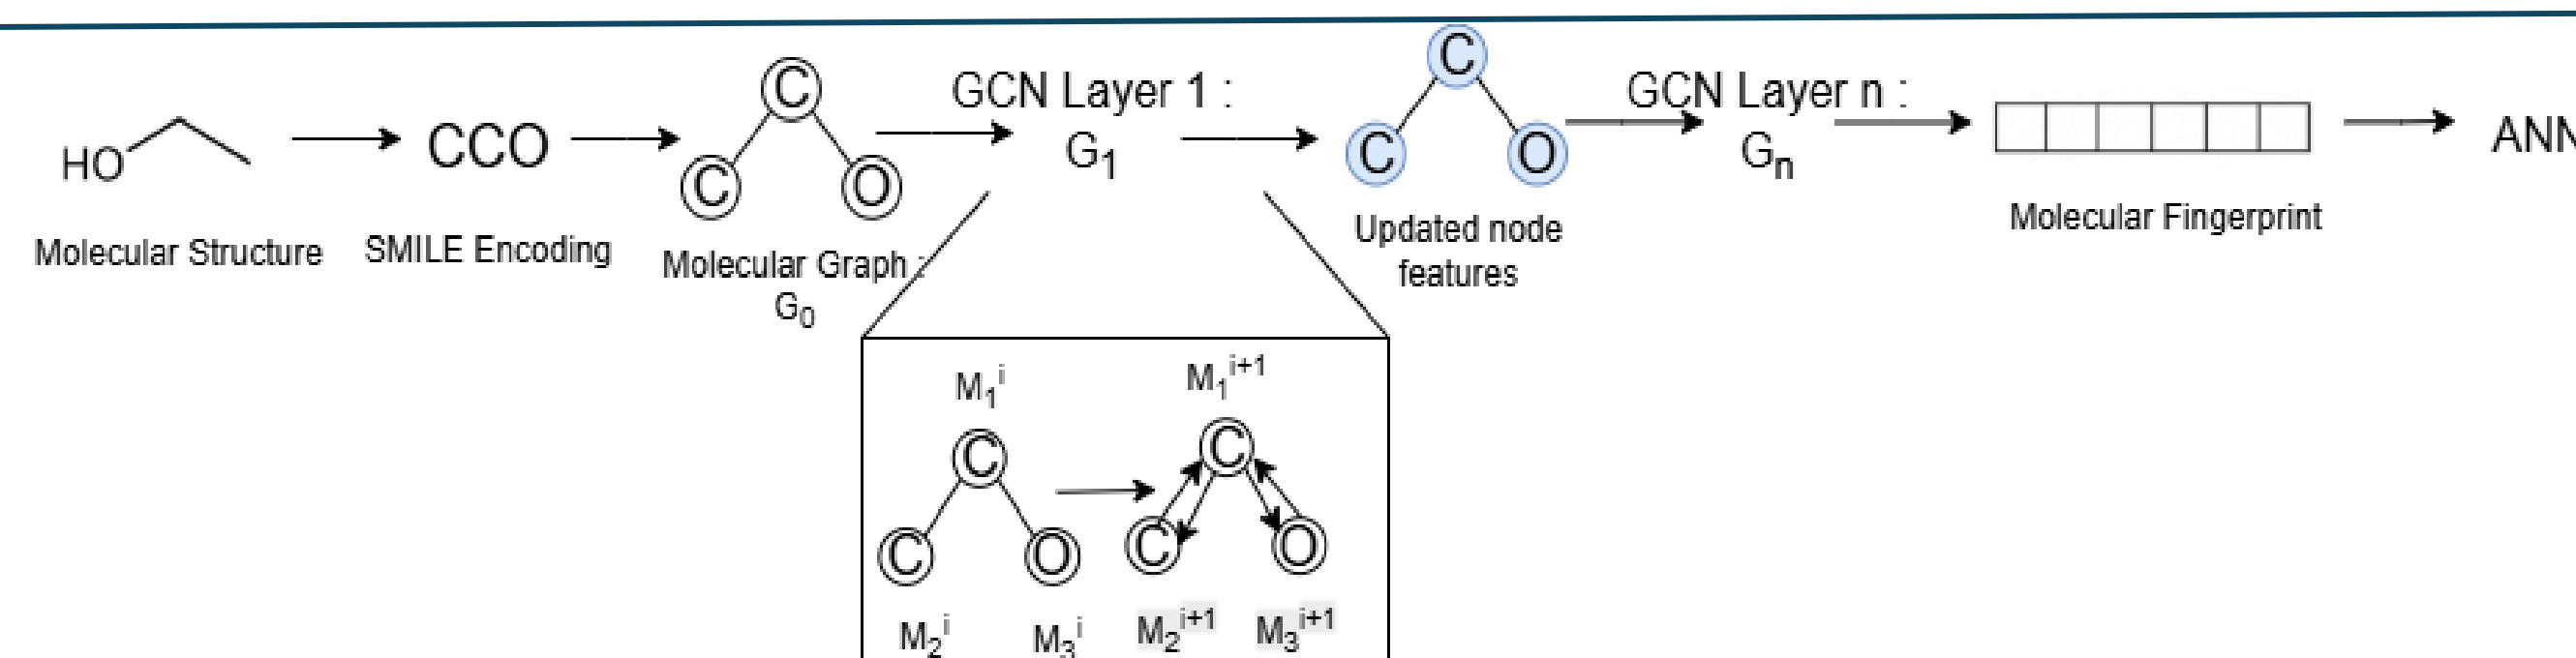 HO
Molecular Structure
CCO
SMILE Encoding
C
C
O
Molecular Graph :
G₀
GCN Layer 1 :
G₁
C
C
O
Updated node
features
GCN Layer n :
Gₙ
Molecular Fingerprint
ANN
M₁ⁱ
C
C
O
M₂ⁱ
M₃ⁱ
M₁ⁱ⁺¹
C
C
O
M₂ⁱ⁺¹
M₃ⁱ⁺¹